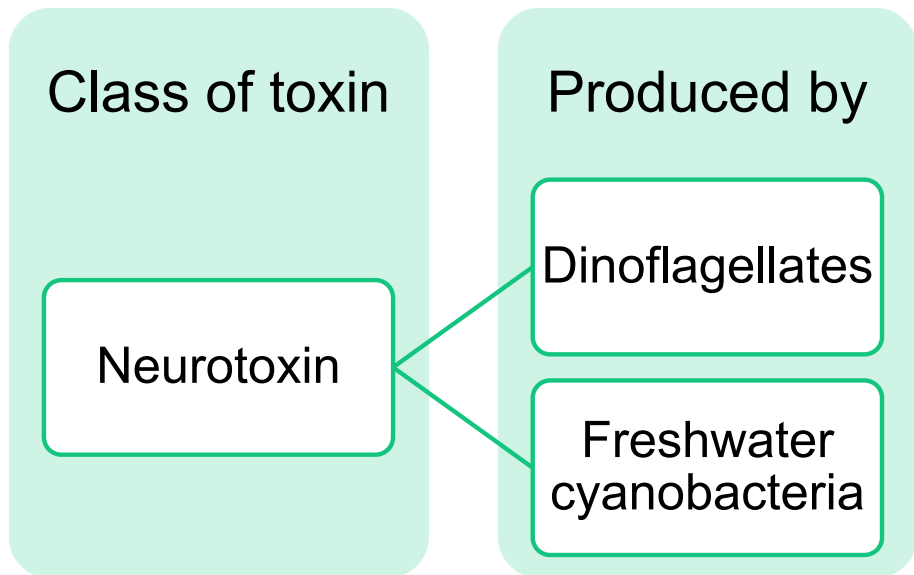 Class of toxin
Produced by
Neurotoxin
Dinoflagellates
Freshwater
cyanobacteria